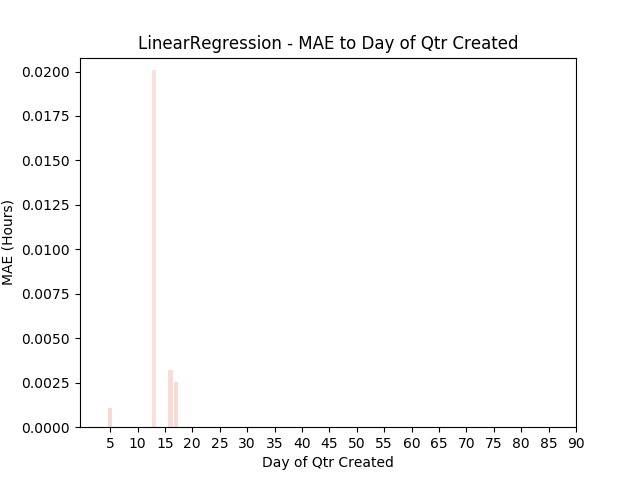 LinearRegression - MAE to Day of Qtr Created
0.0200
0.0175
0.0150
0.0125
0.0100
0.0075
0.0050
0.0025
0.0000
MAE (Hours)
5 10 15 20 25 30 35 40 45 50 55 60 65 70 75 80 85 90
Day of Qtr Created